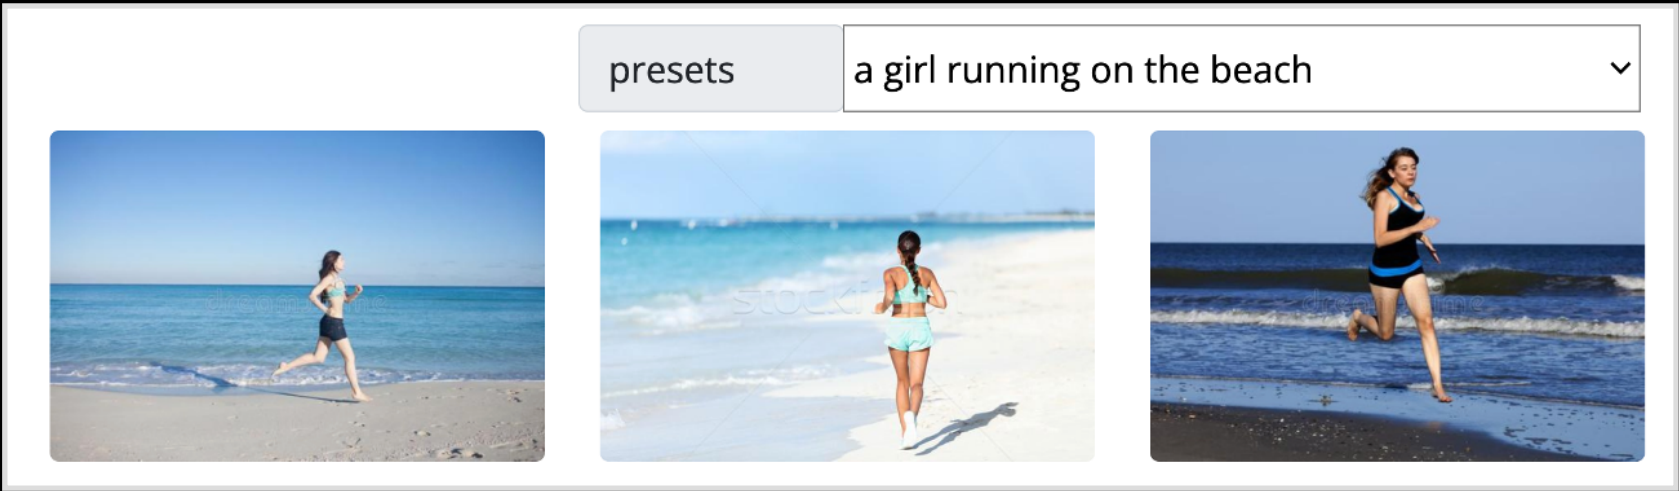 presets
a girl running on the beach